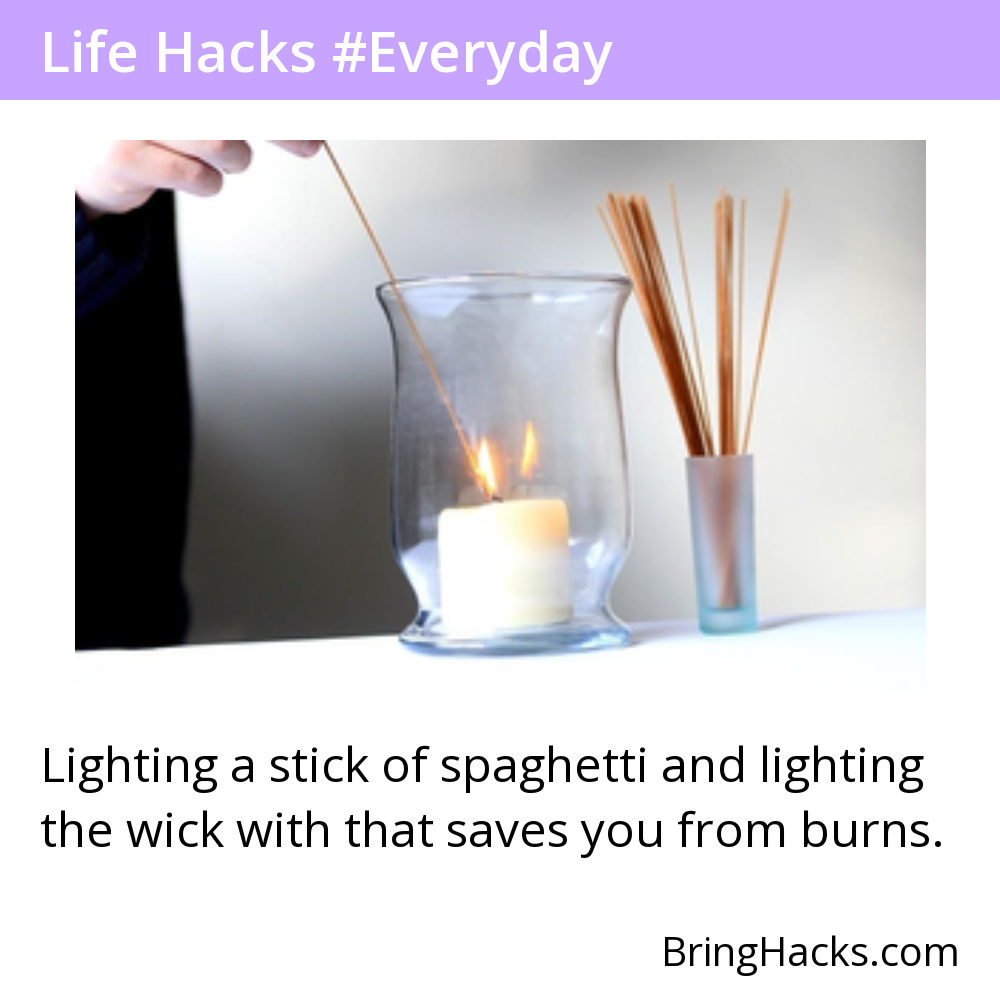 Life Hacks #Everyday
Lighting a stick of spaghetti and lighting
the wick with that saves you from burns.
BringHacks.com